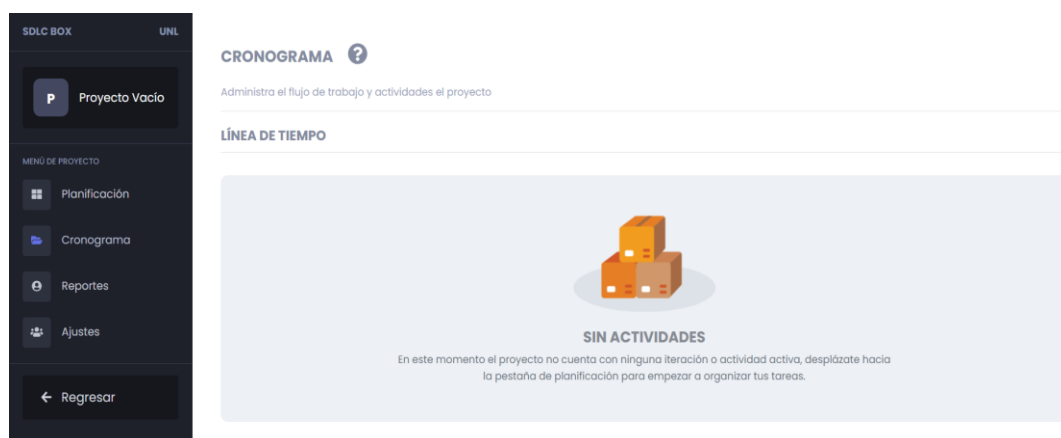 SDLC BOX
UNL
P
Proyecto Vacío
MENÚ DE PROYECTO
Planificación
Cronograma
Reportes
Ajustes
Regresar
CRONOGRAMA ?
Administra el flujo de trabajo y actividades el proyecto
LÍNEA DE TIEMPO
SIN ACTIVIDADES
En este momento el proyecto no cuenta con ninguna iteración o actividad activa, desplázate hacia
la pestaña de planificación para empezar a organizar tus tareas.